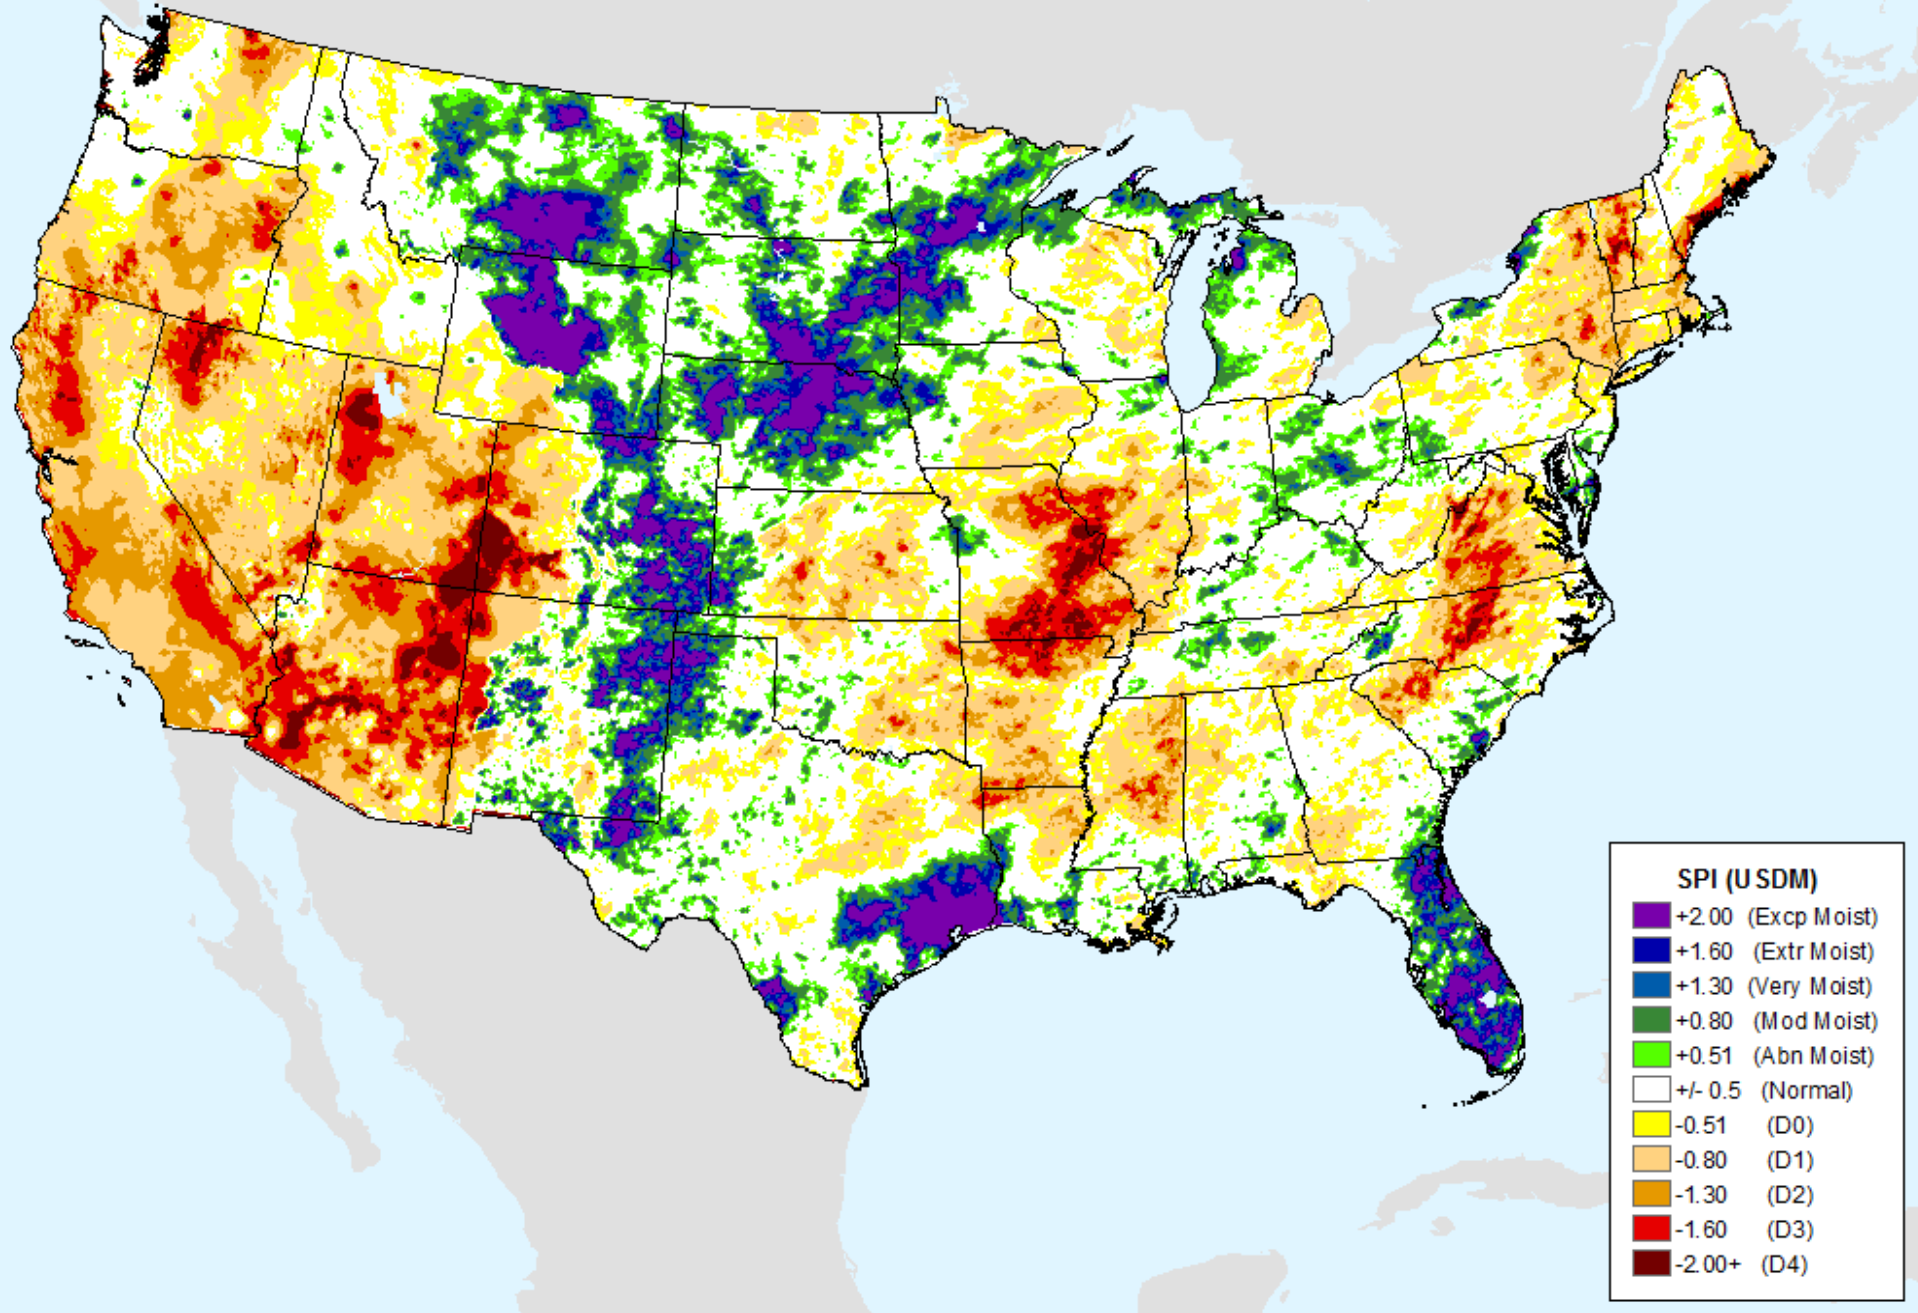 SPI (USDM)
+2.00 (Excp Moist)
+1.60 (Extr Moist)
+1.30 (Very Moist)
+0.80 (Mod Moist)
+0.51 (Abn Moist)
+/- 0.5 (Normal)
-0.51 (D0)
-0.80 (D1)
-1.30 (D2)
-1.60 (D3)
-2.00+ (D4)